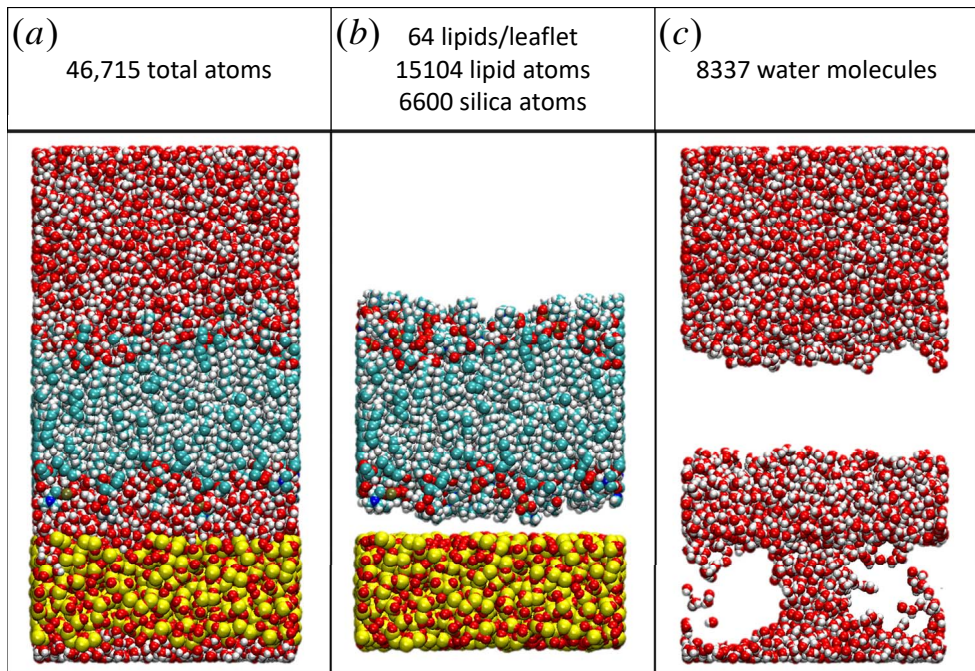 (a)
46,715 total atoms
(b)
64 lipids/leaflet
15104 lipid atoms
6600 silica atoms
(c)
8337 water molecules